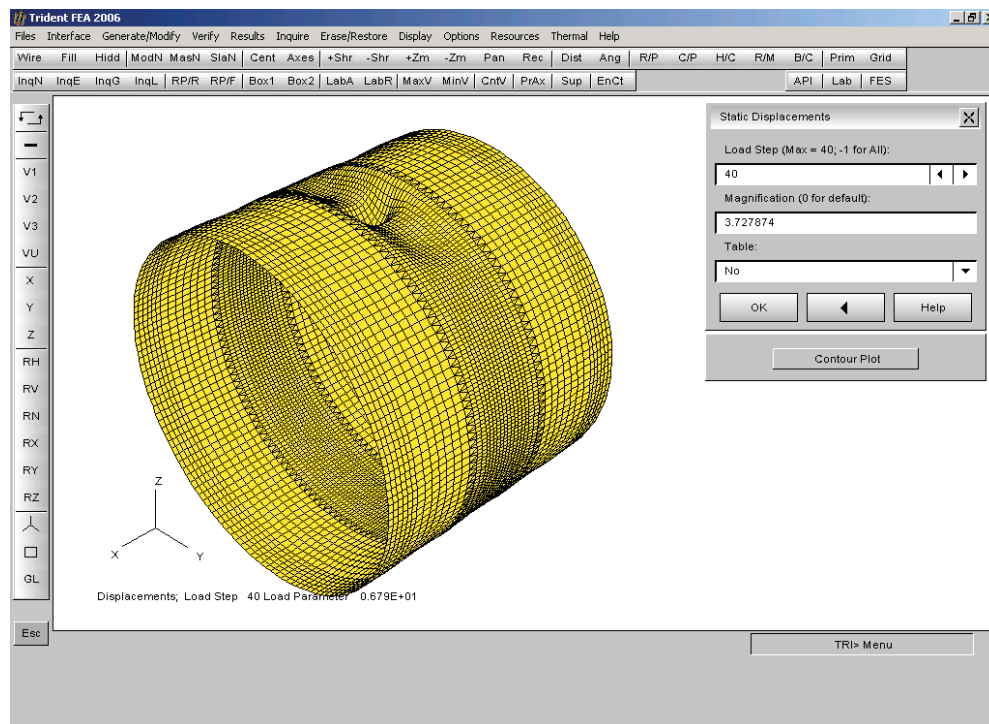 Trident FEA 2006
Files Interface Generate/Modify Verify Results Inquire Erase/Restore Display Options Resources Thermal Help
Wire Fill Hidd ModN MasN SlaN Cent Axes +Shr -Shr +Zm -Zm Pan Rec Dist Ang R/P C/P H/C R/M B/C Prim Grid
InqN InqE InqG InqL RP/R RP/F Box1 Box2 LabA LabR MaxV MinV CntV PrAx Sup EnCt API Lab FES
V1
V2
V3
VU
X
Y
Z
RH
RV
RN
RX
RY
RZ
GL
Esc
Z
X
Y
Displacements; Load Step 40 Load Parameter 0.679E+01
Static Displacements
Load Step (Max = 40; -1 for All):
40
Magnification (0 for default):
3.727874
Table:
No
OK
Help
Contour Plot
TRI> Menu